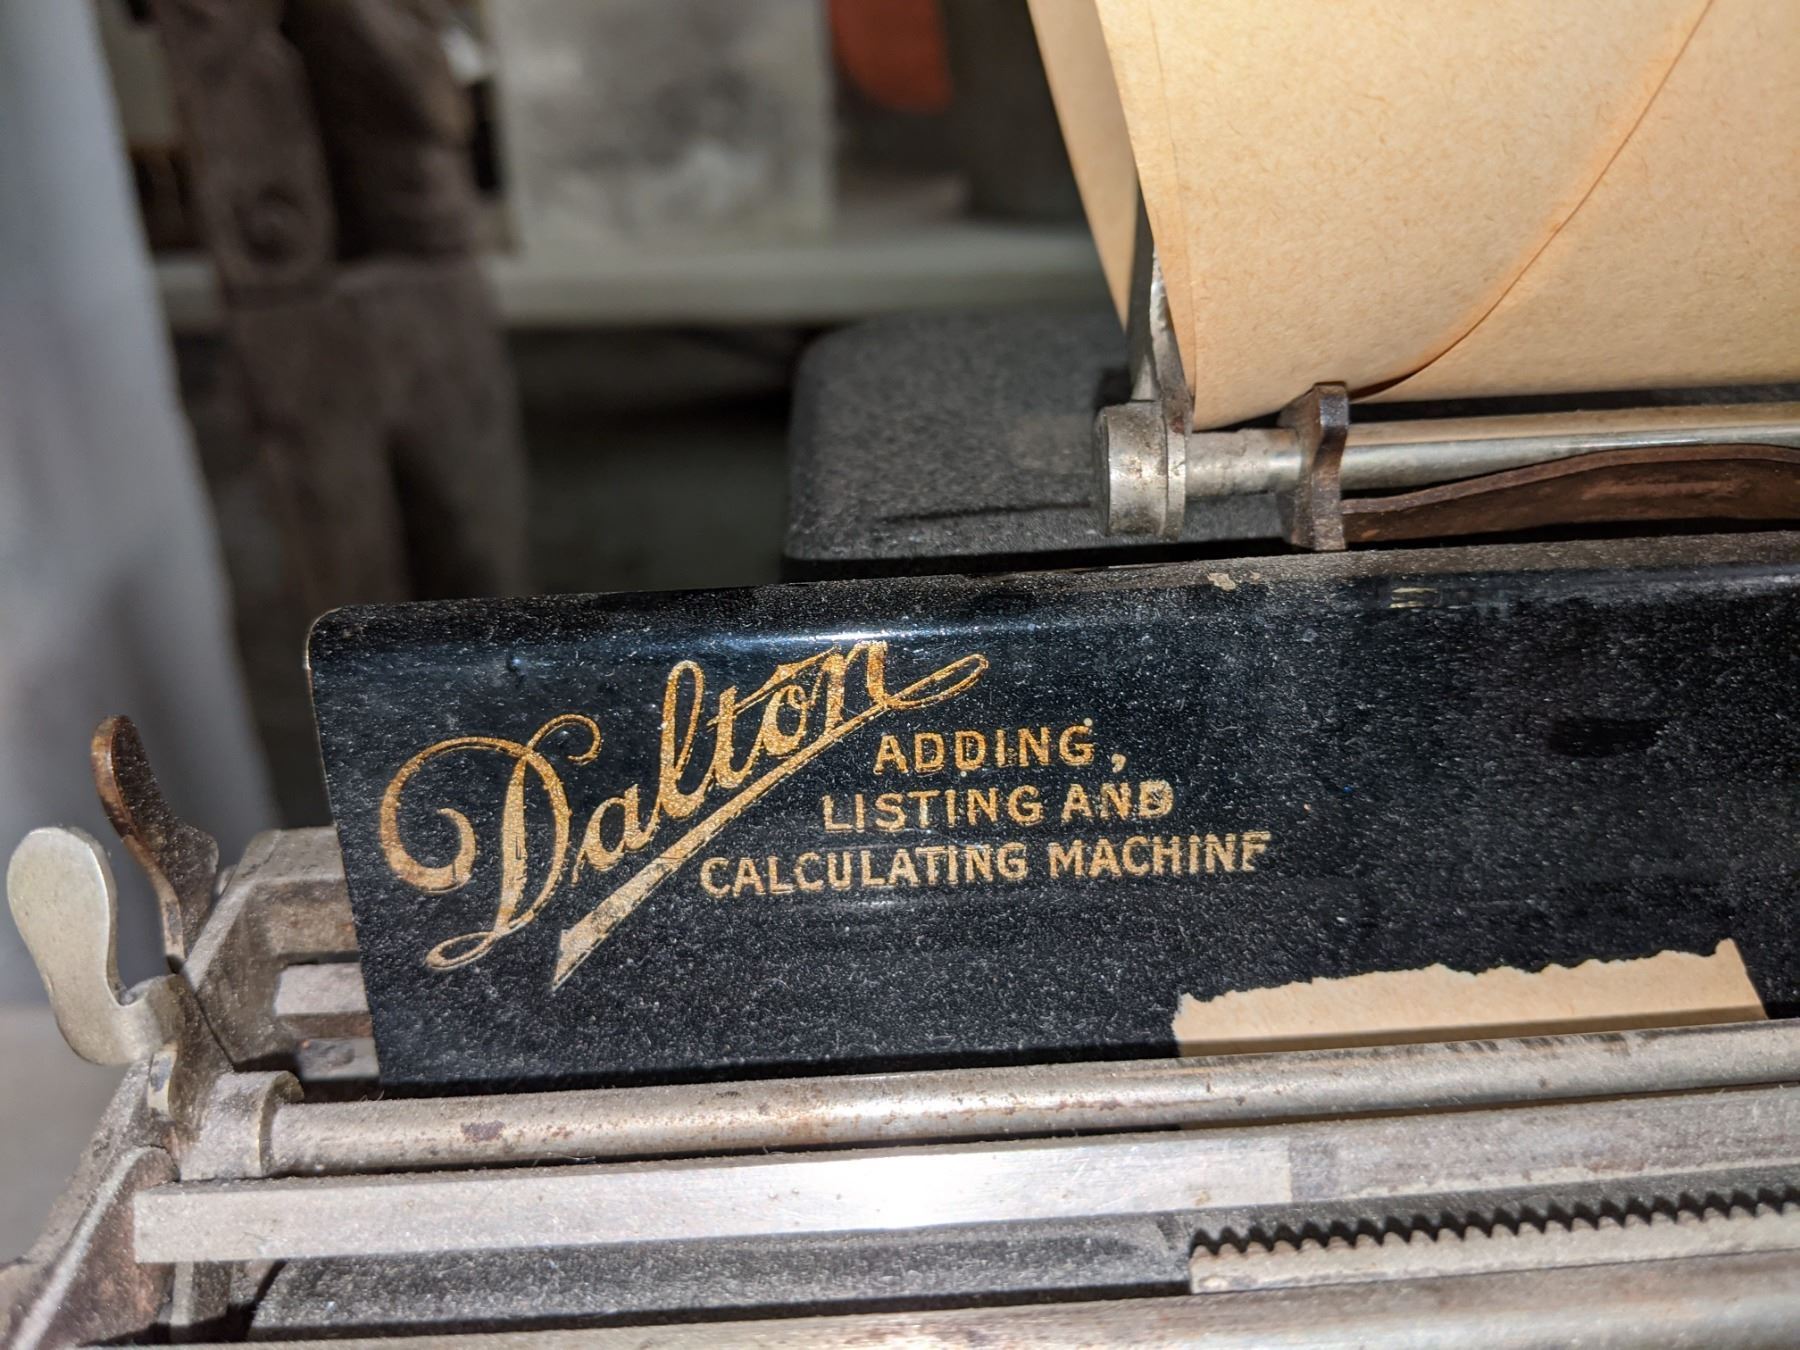 Dalton
ADDING,
LISTING AND
CALCULATING MACHINE